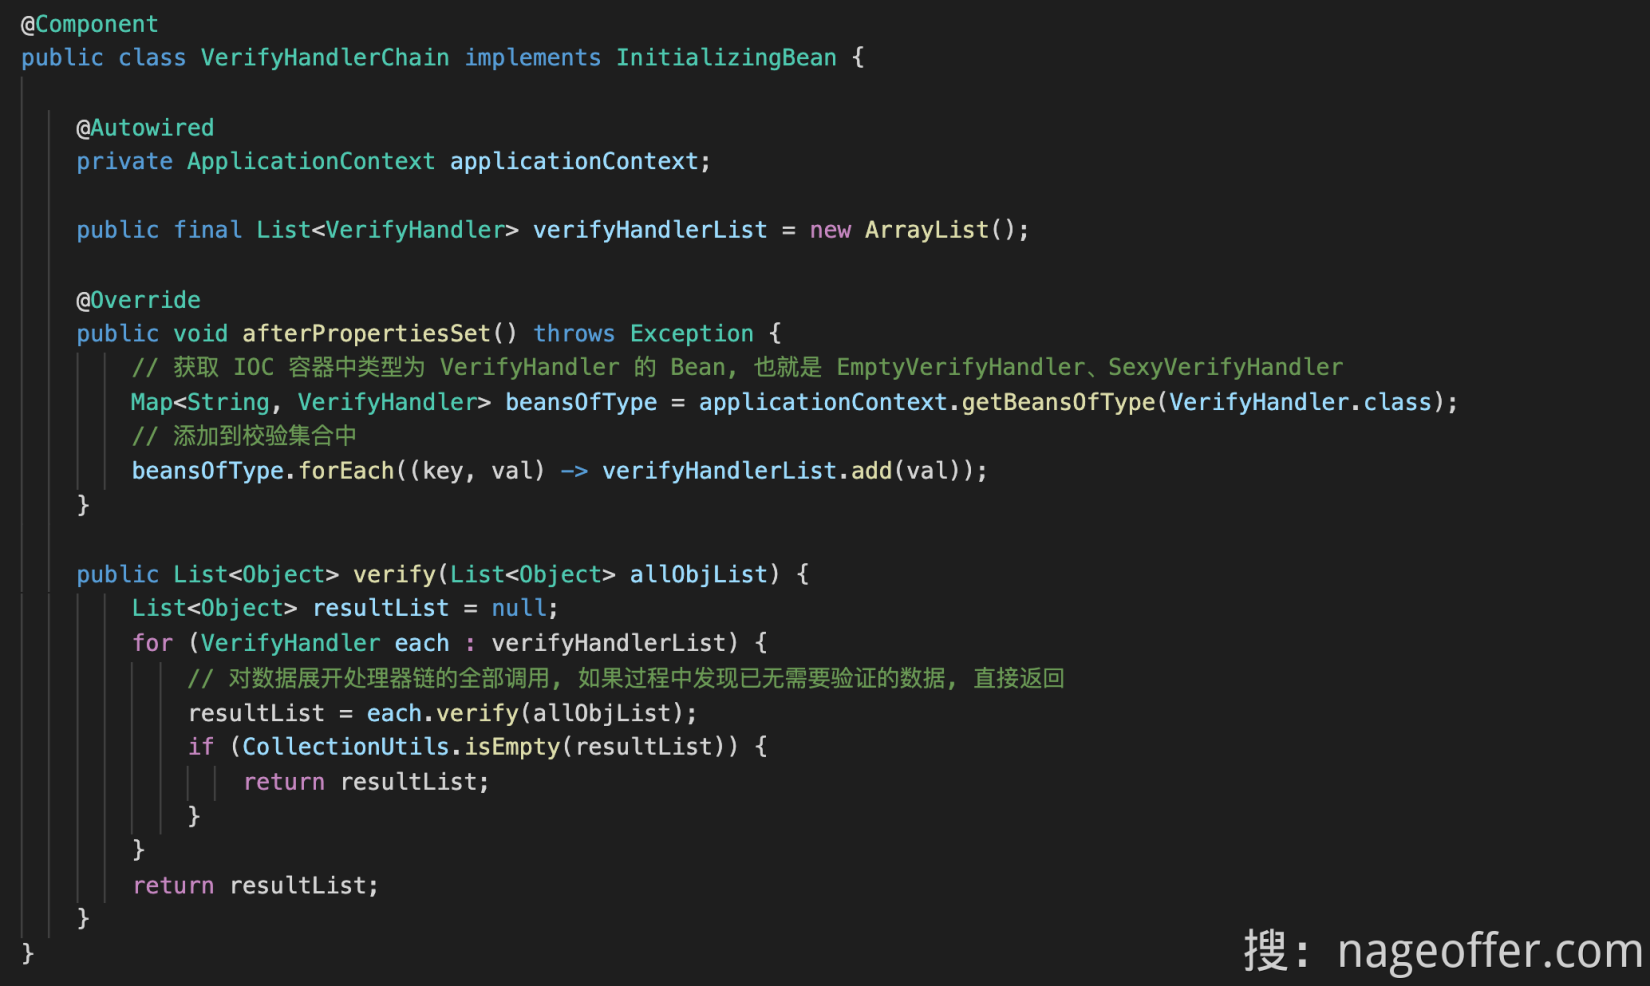 @Component
public class VerifyHandlerChain implements InitializingBean {
@Autowired
private ApplicationContext applicationContext;
public final List<VerifyHandler> verifyHandlerList = new ArrayList();
@Override
public void afterPropertiesSet() throws Exception {
// 获取 IOC 容器中类型为 VerifyHandler 的 Bean, 也就是 EmptyVerifyHandler、SexyVerifyHandler
Map<String, VerifyHandler> beansOfType = applicationContext.getBeansOfType(VerifyHandler.class);
// 添加到校验集合中
beansOfType.forEach((key, val) -> verifyHandlerList.add(val));
}
public List<Object> verify(List<Object> allObjList) {
List<Object> resultList = null;
for (VerifyHandler each : verifyHandlerList) {
// 对数据展开处理器链的全部调用, 如果过程中发现已无需要验证的数据, 直接返回
resultList = each.verify(allObjList);
if (CollectionUtils.isEmpty(resultList)) {
return resultList;
}
}
return resultList;
}
}
搜: nageoffer.com